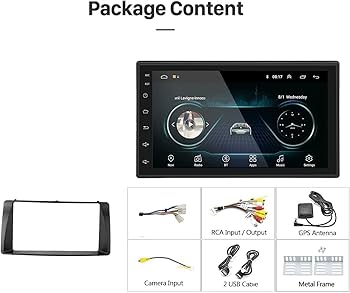 Package Content
08:17
8/1 Wednesday
Navi
Radio
BT
Apps
Music
Settings
RCA Input / Output
GPS Antenna
Camera Input
2 USB Cable
Metal Frame